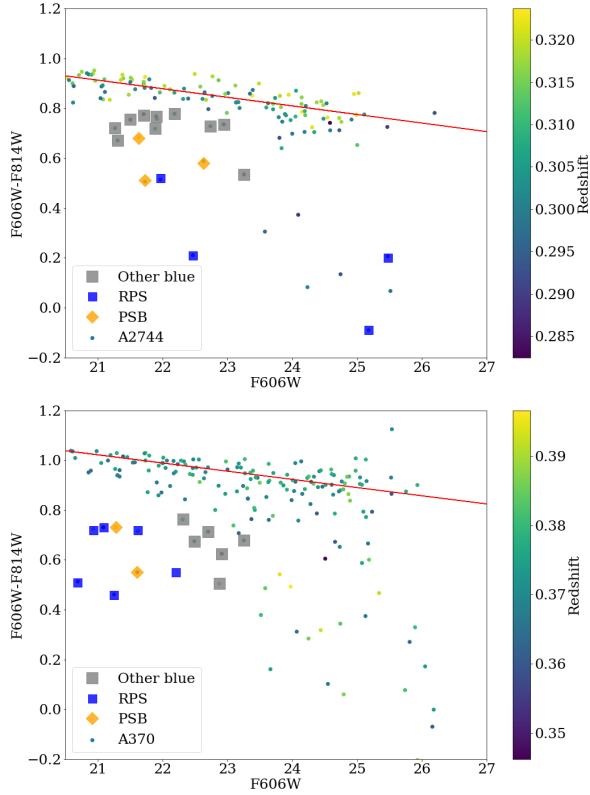 1.2
1.0
0.8
0.6
0.4
0.2
0.0
−0.2
F606W-F814W
21 22 23 24 25 26 27
F606W
Other blue
RPS
PSB
A2744
0.320
0.315
0.310
0.305
0.300
0.295
0.290
0.285
Redshift
1.2
1.0
0.8
0.6
0.4
0.2
0.0
−0.2
F606W-F814W
21 22 23 24 25 26 27
F606W
Other blue
RPS
PSB
A370
0.39
0.38
0.37
0.36
0.35
Redshift